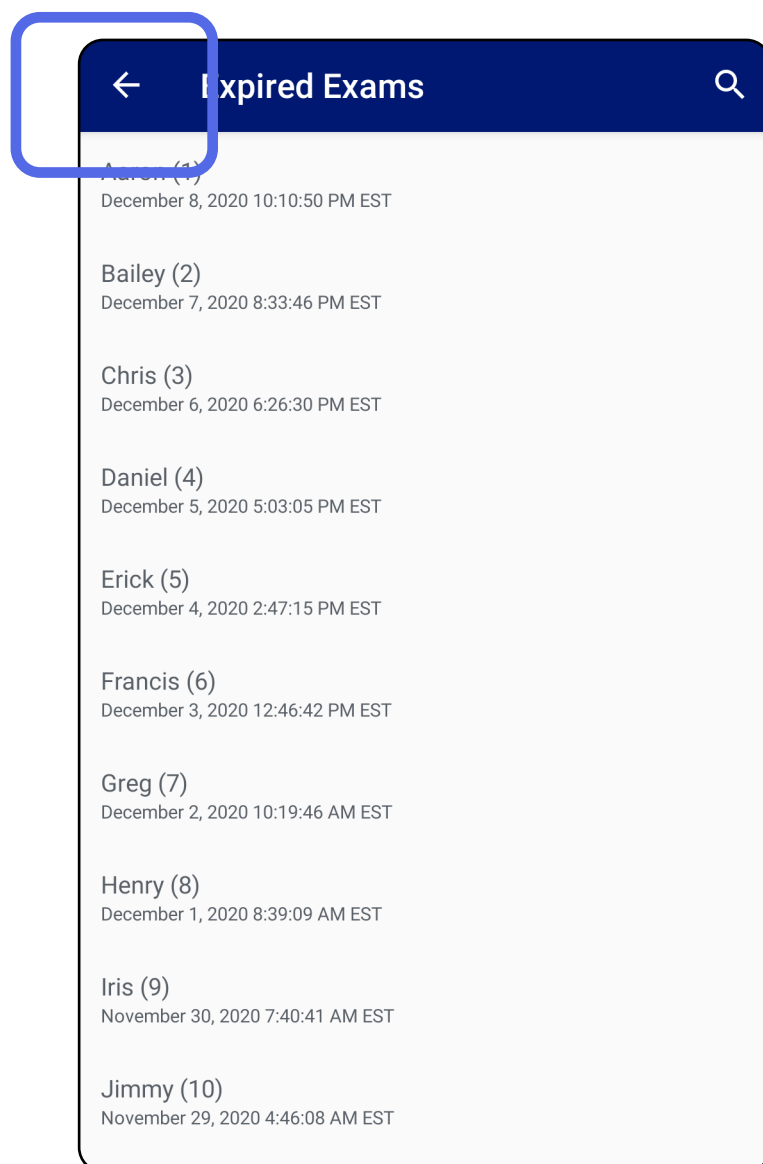 Expired Exams
Aaron (1)
December 8, 2020 10:10:50 PM EST
Bailey (2)
December 7, 2020 8:33:46 PM EST
Chris (3)
December 6, 2020 6:26:30 PM EST
Daniel (4)
December 5, 2020 5:03:05 PM EST
Erick (5)
December 4, 2020 2:47:15 PM EST
Francis (6)
December 3, 2020 12:46:42 PM EST
Greg (7)
December 2, 2020 10:19:46 AM EST
Henry (8)
December 1, 2020 8:39:09 AM EST
Iris (9)
November 30, 2020 7:40:41 AM EST
Jimmy (10)
November 29, 2020 4:46:08 AM EST